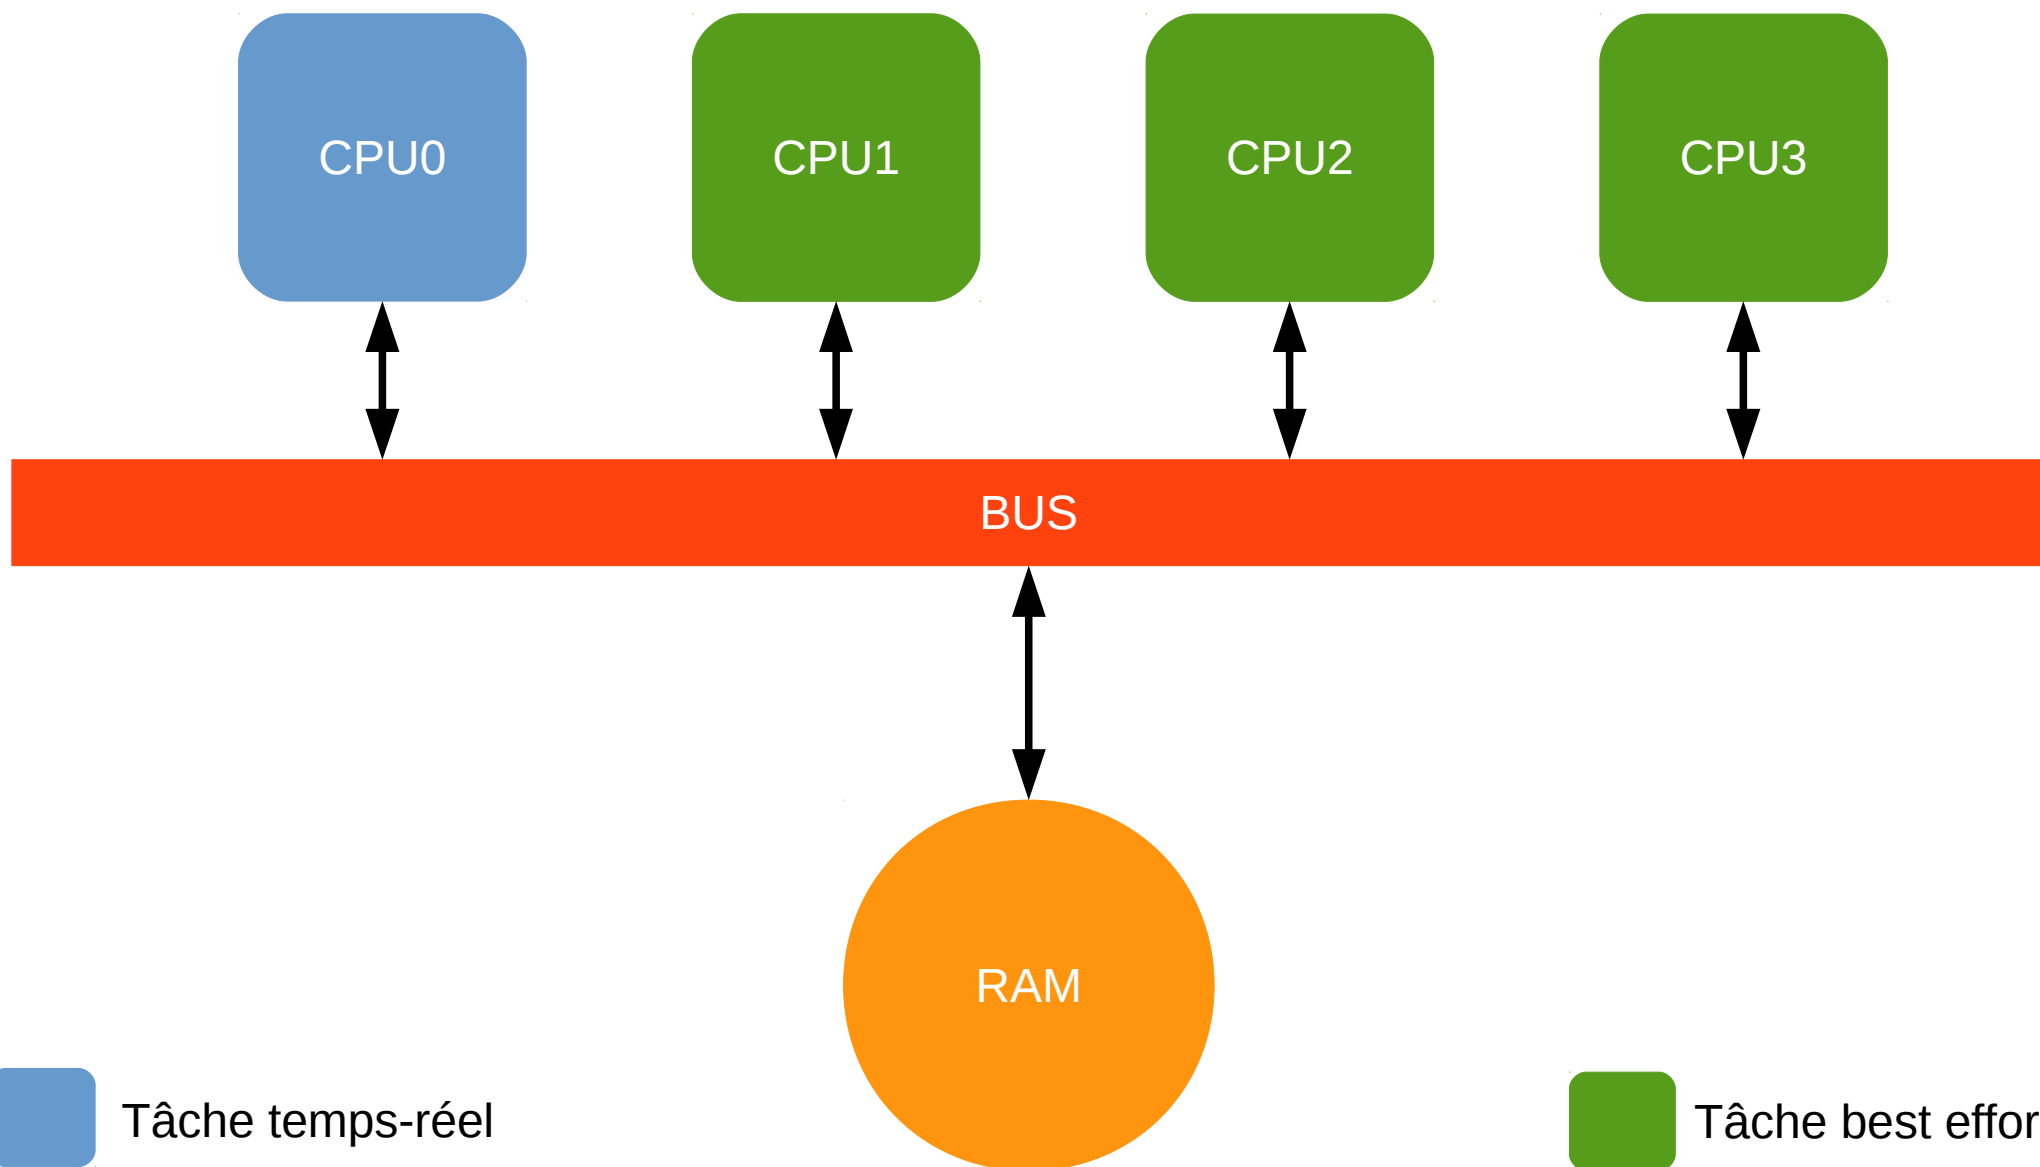 CPU0
CPU1
CPU2
CPU3
BUS
RAM
Tâche temps-réel
Tâche best effor